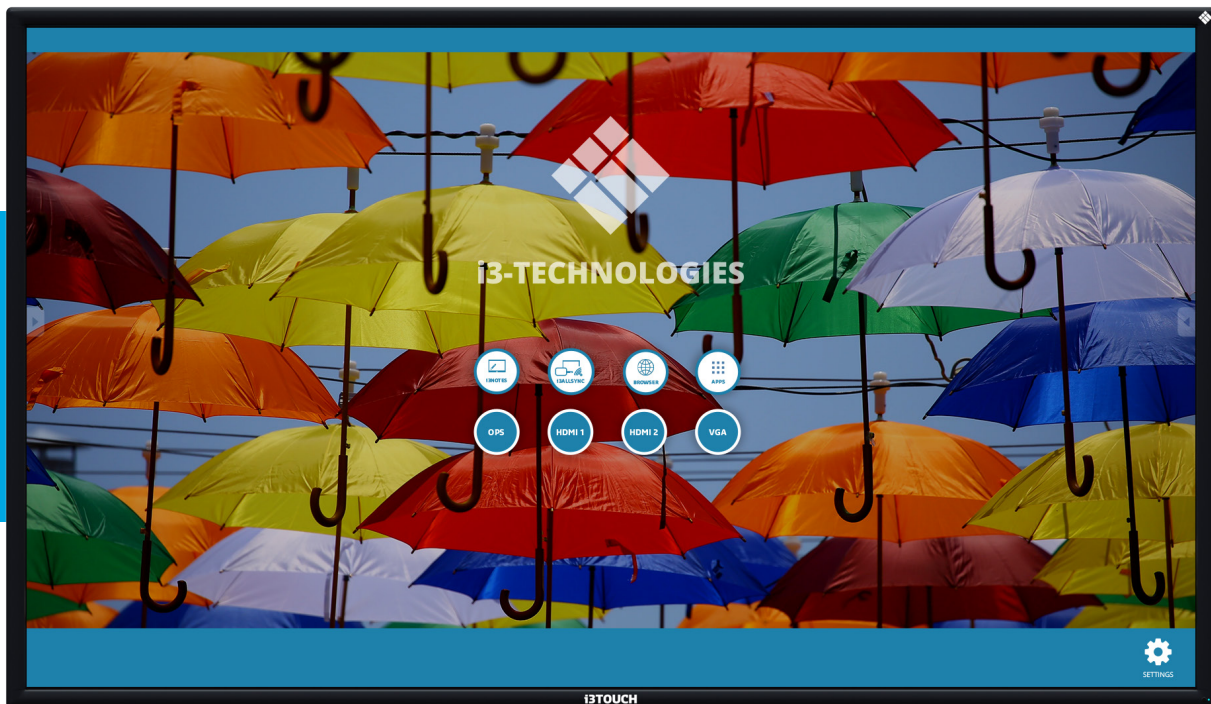 i3-TECHNOLOGIES
I3NOTES
I3ALLSYNC
BROWSER
APPS
OPS
HDMI 1
HDMI 2
VGA
SETTINGS
i3TOUCH